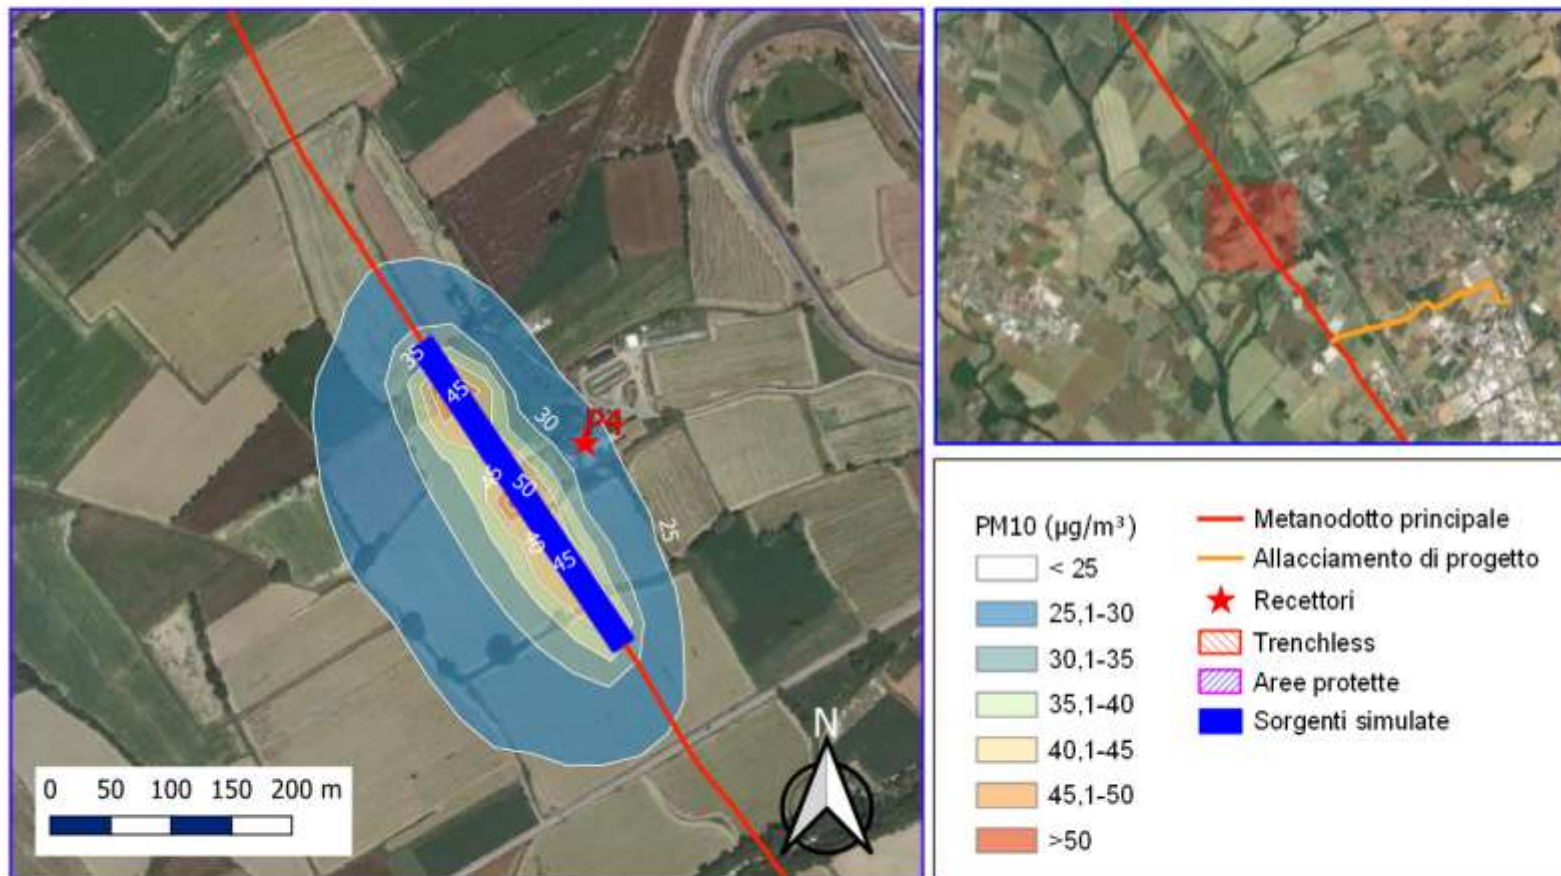 35
45
30
P4
45
50
25
40
45
N
0 50 100 150 200 m
PM10 (µg/m³)
< 25
25,1-30
30,1-35
35,1-40
40,1-45
45,1-50
>50
Metanodotto principale
Allacciamento di progetto
Recettori
Trenchless
Aree protette
Sorgenti simulate